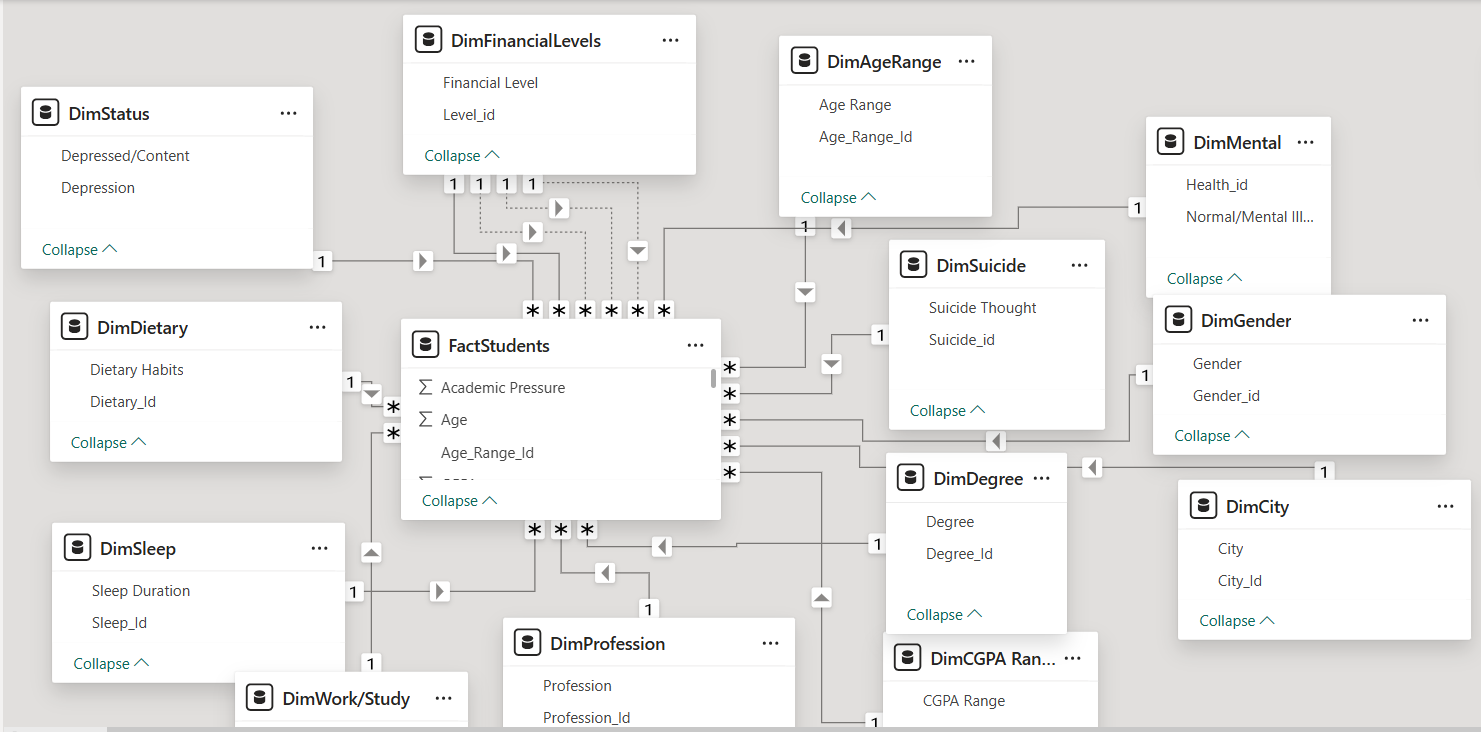 DimFinancialLevels
Financial Level
Level_id
Collapse
DimAgeRange
Age Range
Age_Range_Id
Collapse
DimStatus
Depressed/Content
Depression
Collapse
DimMental
Health_id
Normal/Mental Ill...
Collapse
1 1 1 1
1
1
1
DimSuicide
Suicide Thought
Suicide_id
Collapse
1
DimGender
Gender
Gender_id
Collapse
1
DimDietary
Dietary Habits
Dietary_Id
Collapse
1
* * * * * *
FactStudents
∑ Academic Pressure
∑ Age
Age_Range_Id
Collapse
*
*
*
*
*
*
*
* * *
DimDegree
Degree
Degree_Id
Collapse
1
DimCity
City
City_Id
Collapse
1
DimSleep
Sleep Duration
Sleep_Id
Collapse
1
DimWork/Study
1
DimProfession
Profession
Profession_Id
1
DimCGPA Ran...
CGPA Range
1